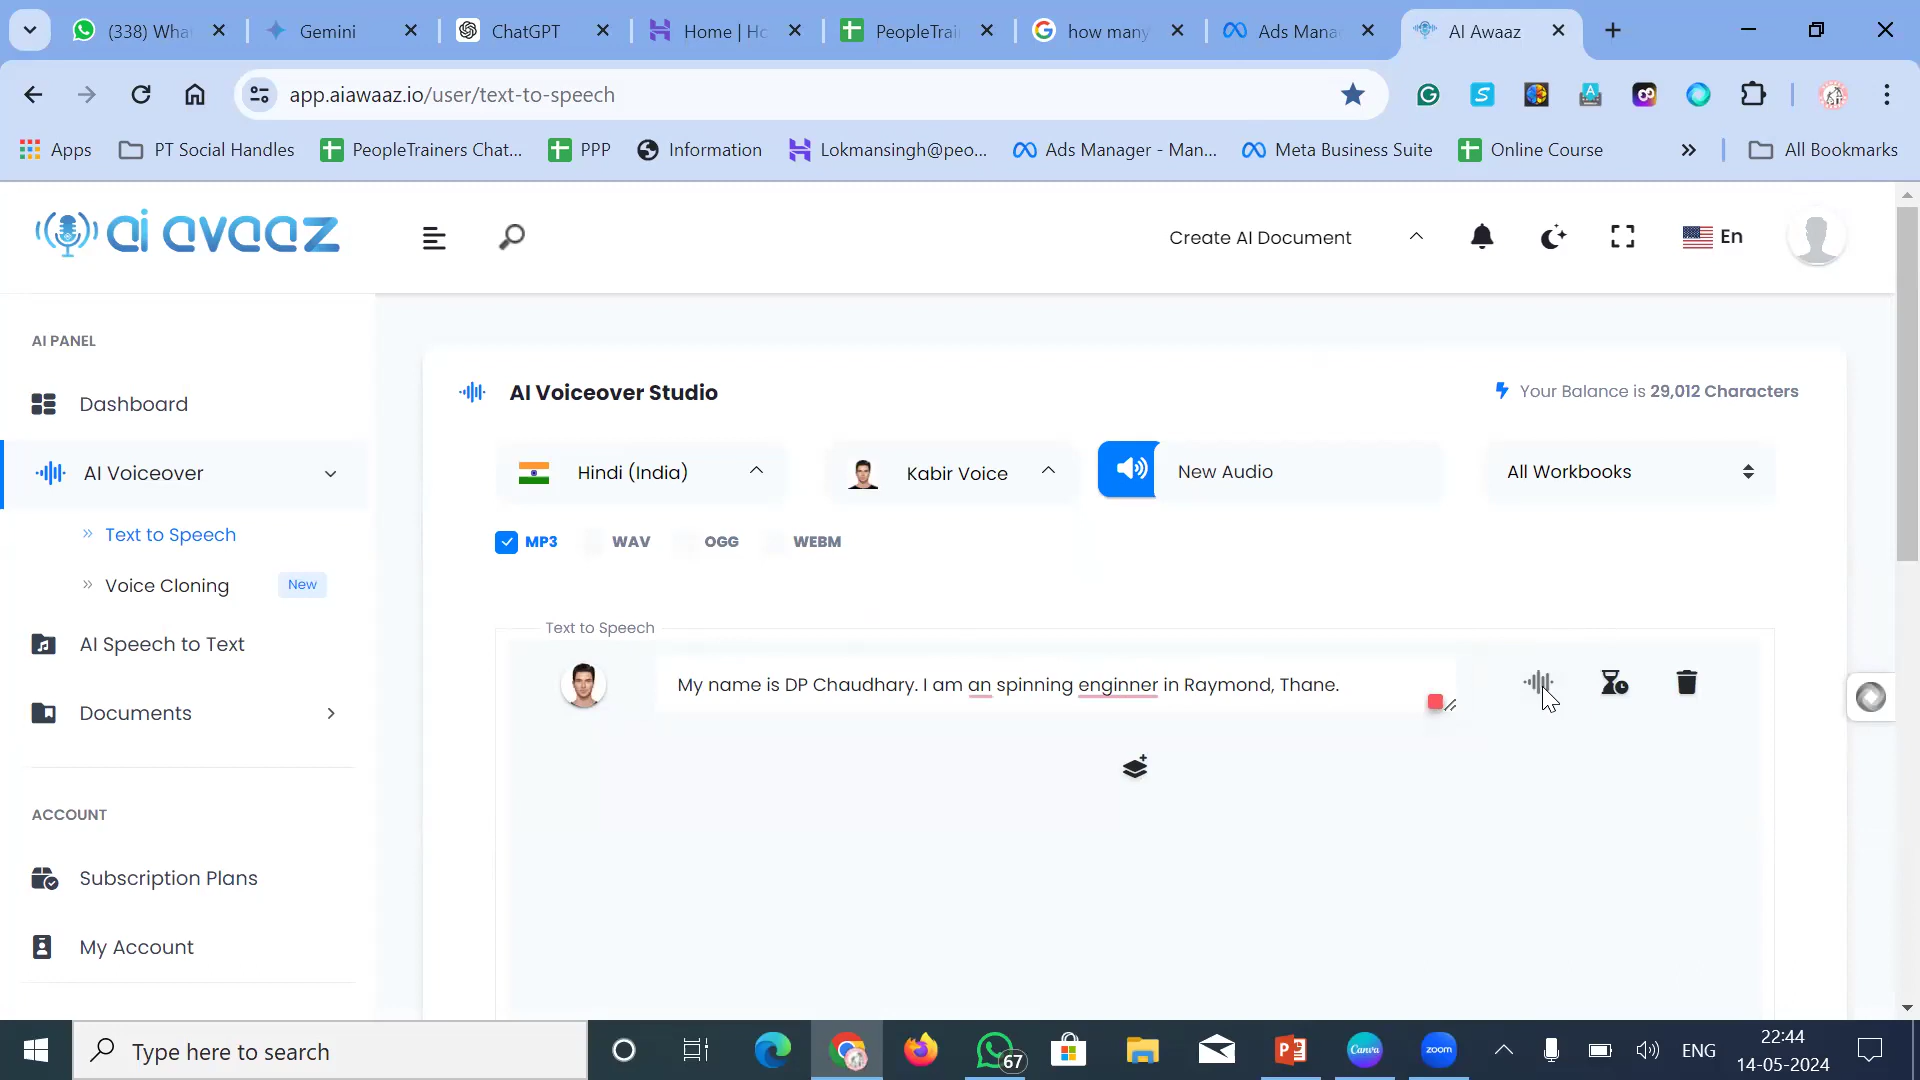 (338) Wha
Gemini
ChatGPT
Home | Ho
PeopleTrai
how many
Ads Mana
AI Awaaz
app.aiawaaz.io/user/text-to-speech
Apps
PT Social Handles
PeopleTrainers Chat...
PPP
Information
Lokmansingh@peo...
Ads Manager - Man...
Meta Business Suite
Online Course
All Bookmarks
ai avaaz
Create AI Document
En
AI PANEL
Dashboard
AI Voiceover
Text to Speech
Voice Cloning New
AI Speech to Text
Documents
ACCOUNT
Subscription Plans
My Account
AI Voiceover Studio
Your Balance is 29,012 Characters
Hindi (India)
Kabir Voice
New Audio
All Workbooks
MP3 WAV OGG WEBM
Text to Speech
My name is DP Chaudhary. I am an spinning enginner in Raymond, Thane.
Type here to search
67
Canva
zoom
ENG
22:44
14-05-2024